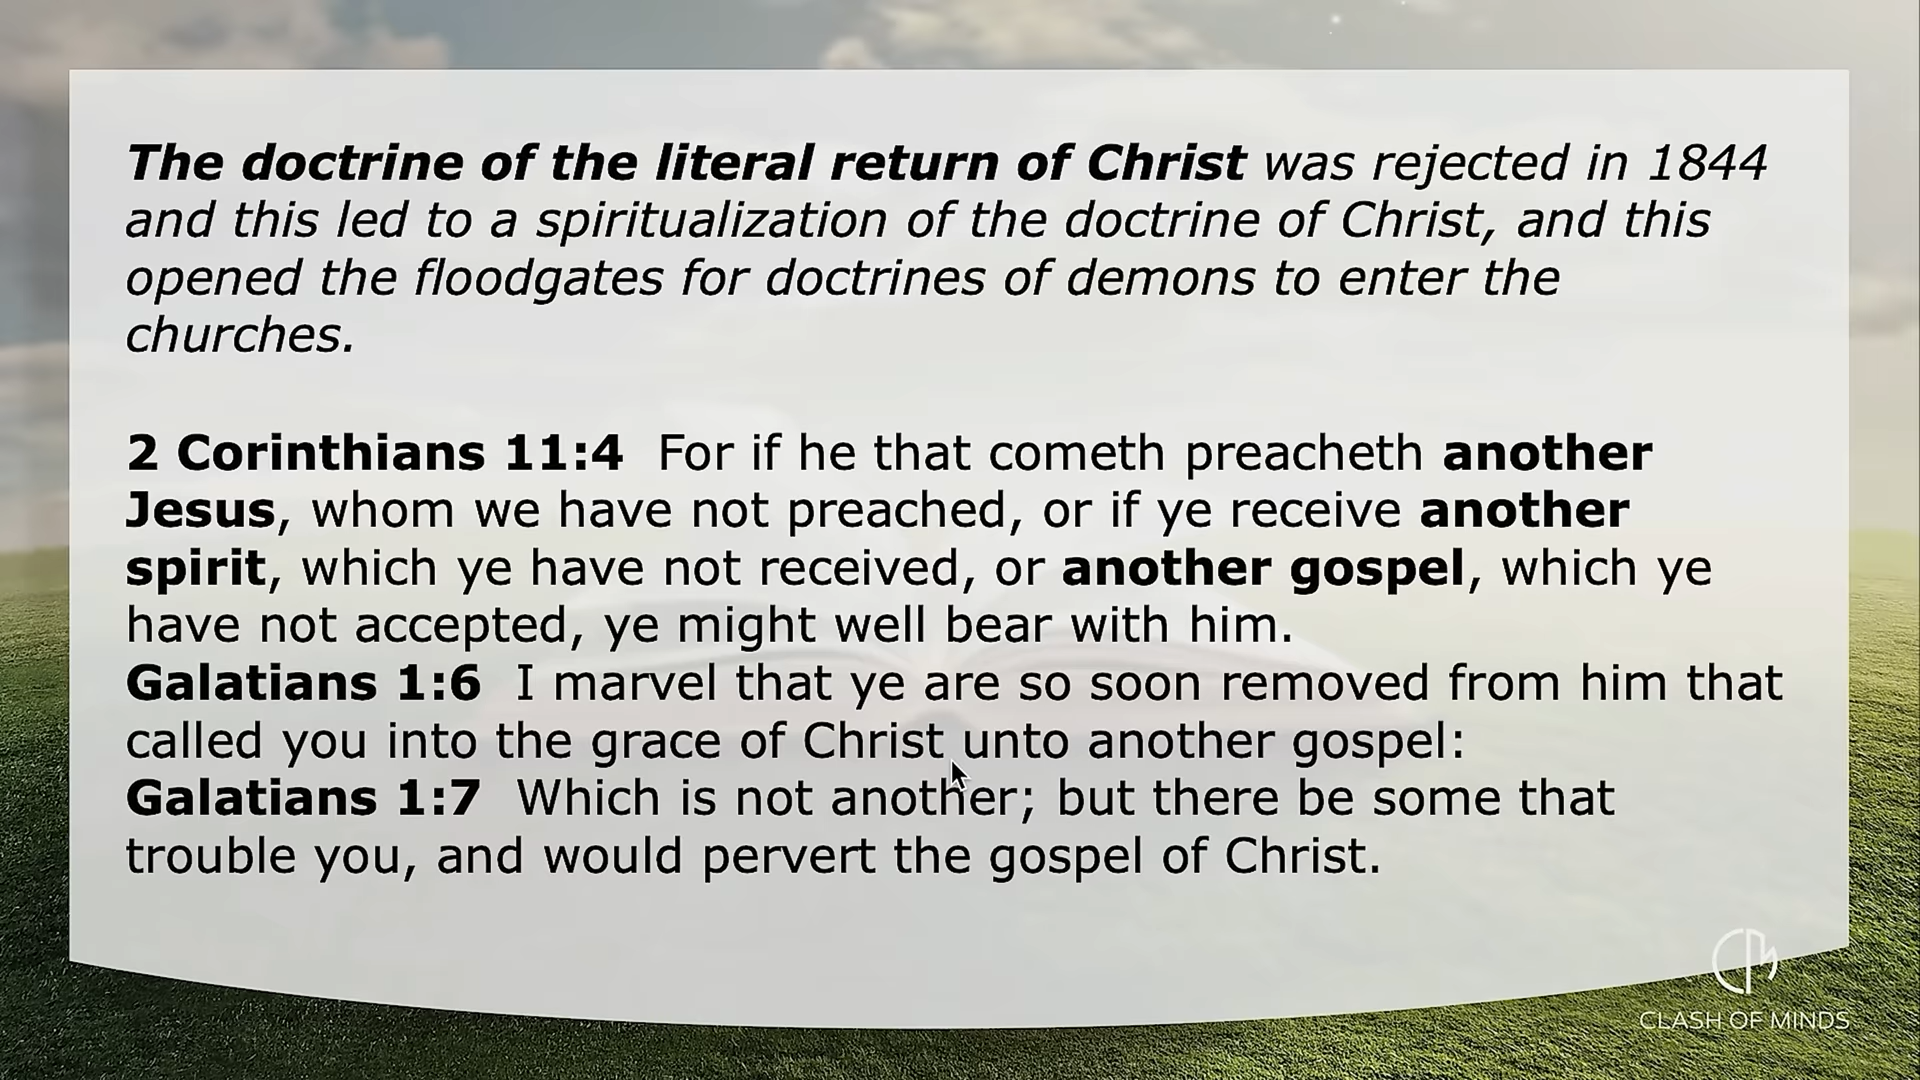 The doctrine of the literal return of Christ was rejected in 1844
and this led to a spiritualization of the doctrine of Christ, and this
opened the floodgates for doctrines of demons to enter the
churches.
2 Corinthians 11:4  For if he that cometh preacheth another
Jesus, whom we have not preached, or if ye receive another
spirit, which ye have not received, or another gospel, which ye
have not accepted, ye might well bear with him.
Galatians 1:6  I marvel that ye are so soon removed from him that
called you into the grace of Christ unto another gospel:
Galatians 1:7  Which is not another; but there be some that
trouble you, and would pervert the gospel of Christ.
CLASH OF MINDS